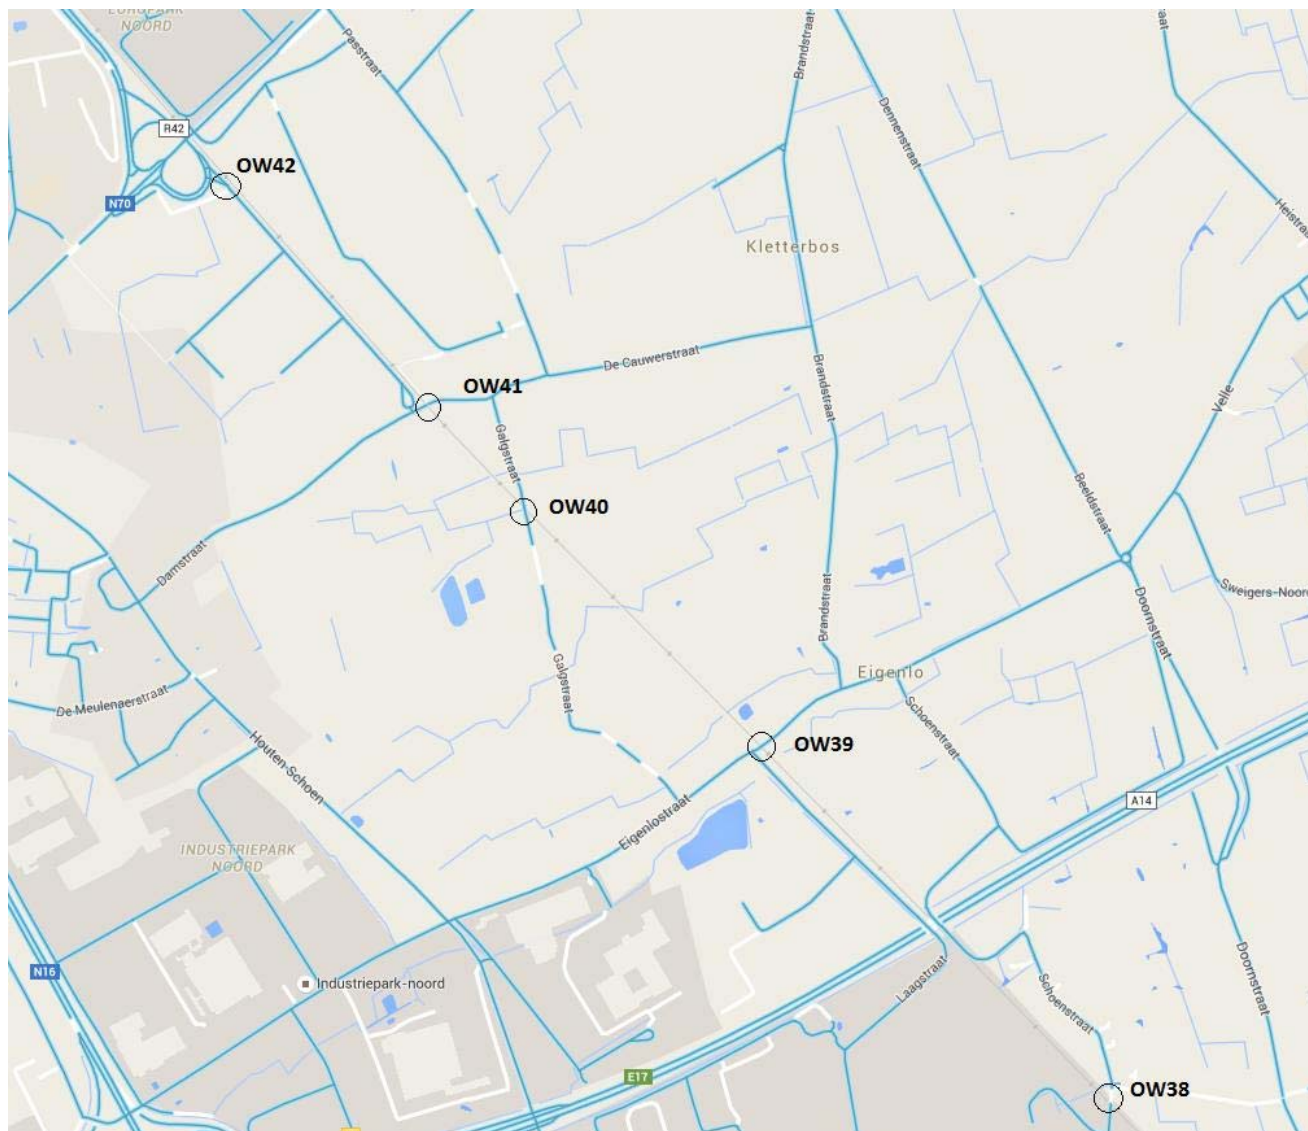 EUROPARK
NOORD
Passtraat
Brandstraat
Dennenstraat
R42
OW42
N70
Heistraat
Kletterbos
De Cauwerstraat
OW41
Brandstraat
Velle
Galgstraat
OW40
Beeldstraat
Damstraat
Brandstraat
Sweigers-Noord
Doornstraat
Galgstraat
Eigenlo
De Meulenaerstraat
Schoenstraat
OW39
Houten Schoen
A14
Eigenlostraat
INDUSTRIEPARK
NOORD
N16
Industriepark-noord
Laagstraat
Schoenstraat
Doornstraat
E17
OW38